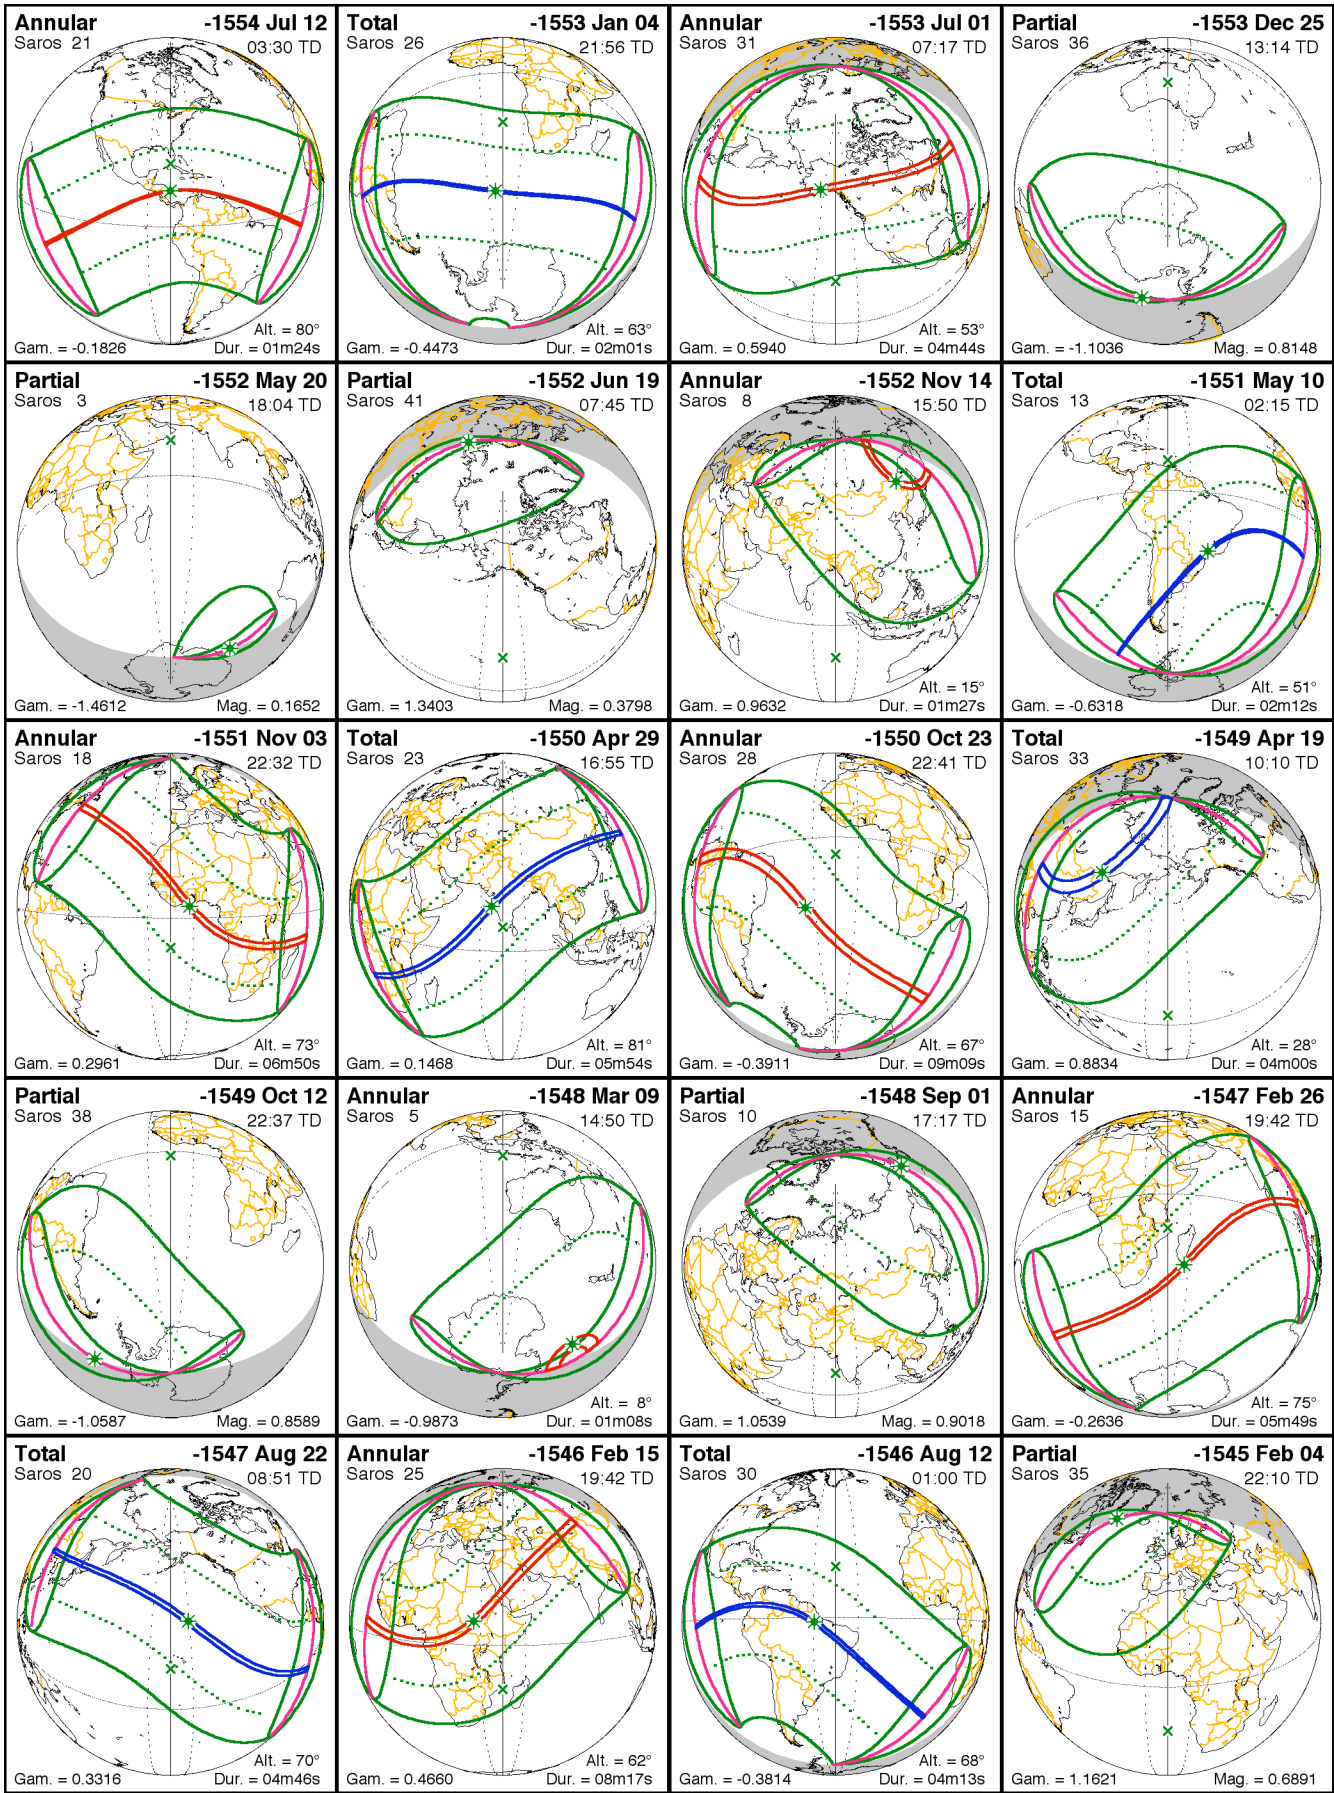 Annular -1554 Jul 12
Saros 21 03:30 TD
Alt. = 80°
Gam. = -0.1826 Dur. = 01m24s
Total -1553 Jan 04
Saros 26 21:56 TD
Alt. = 63°
Gam. = -0.4473 Dur. = 02m01s
Annular -1553 Jul 01
Saros 31 07:17 TD
Alt. = 53°
Gam. = 0.5940 Dur. = 04m44s
Partial -1553 Dec 25
Saros 36 13:14 TD
Gam. = -1.1036 Mag. = 0.8148
Partial -1552 May 20
Saros 3 18:04 TD
Gam. = -1.4612 Mag. = 0.1652
Partial -1552 Jun 19
Saros 41 07:45 TD
Gam. = 1.3403 Mag. = 0.3798
Annular -1552 Nov 14
Saros 8 15:50 TD
Alt. = 15°
Gam. = 0.9632 Dur. = 01m27s
Total -1551 May 10
Saros 13 02:15 TD
Alt. = 51°
Gam. = -0.6318 Dur. = 02m12s
Annular -1551 Nov 03
Saros 18 22:32 TD
Alt. = 73°
Gam. = 0.2961 Dur. = 06m50s
Total -1550 Apr 29
Saros 23 16:55 TD
Alt. = 81°
Gam. = 0.1468 Dur. = 05m54s
Annular -1550 Oct 23
Saros 28 22:41 TD
Alt. = 67°
Gam. = -0.3911 Dur. = 09m09s
Total -1549 Apr 19
Saros 33 10:10 TD
Alt. = 28°
Gam. = 0.8834 Dur. = 04m00s
Partial -1549 Oct 12
Saros 38 22:37 TD
Gam. = -1.0587 Mag. = 0.8589
Annular -1548 Mar 09
Saros 5 14:50 TD
Alt. = 8°
Gam. = -0.9873 Dur. = 01m08s
Partial -1548 Sep 01
Saros 10 17:17 TD
Gam. = 1.0539 Mag. = 0.9018
Annular -1547 Feb 26
Saros 15 19:42 TD
Alt. = 75°
Gam. = -0.2636 Dur. = 05m49s
Total -1547 Aug 22
Saros 20 08:51 TD
Alt. = 70°
Gam. = 0.3316 Dur. = 04m46s
Annular -1546 Feb 15
Saros 25 19:42 TD
Alt. = 62°
Gam. = 0.4660 Dur. = 08m17s
Total -1546 Aug 12
Saros 30 01:00 TD
Alt. = 68°
Gam. = -0.3814 Dur. = 04m13s
Partial -1545 Feb 04
Saros 35 22:10 TD
Gam. = 1.1621 Mag. = 0.6891